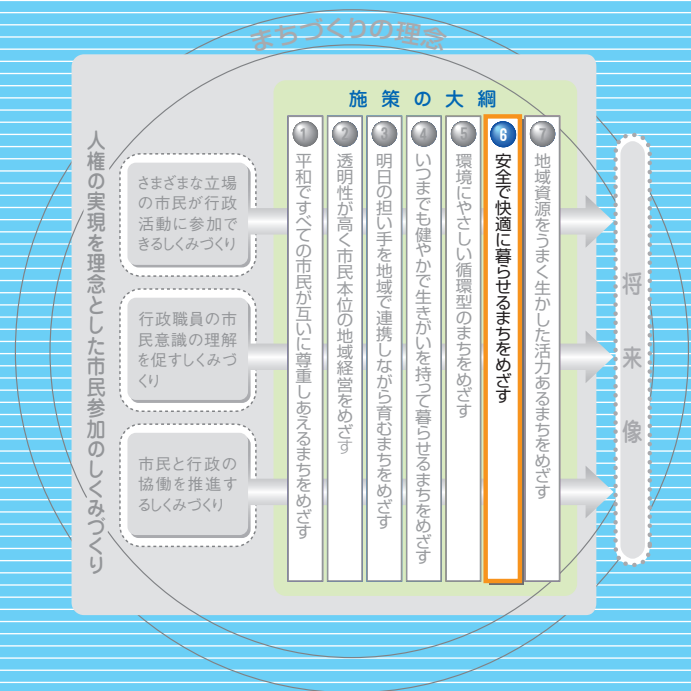 まちづくりの理念
人権の実現を理念とした市民参加のしくみづくり
さまざまな立場
の市民が行政
活動に参加で
きるしくみづくり
行政職員の市
民意識の理解
を促すしくみづ
くり
市民と行政の
協働を推進す
るしくみづくり
施策の大綱
1
平和ですべての市民が互いに尊重しあえるまちをめざす
2
透明性が高く市民本位の地域経営をめざす
3
明日の担い手を地域で連携しながら育むまちをめざす
4
いつまでも健やかで生きがいを持って暮らせるまちをめざす
5
環境にやさしい循環型のまちをめざす
6
安全で快適に暮らせるまちをめざす
7
地域資源をうまく生かした活力あるまちをめざす
将来像